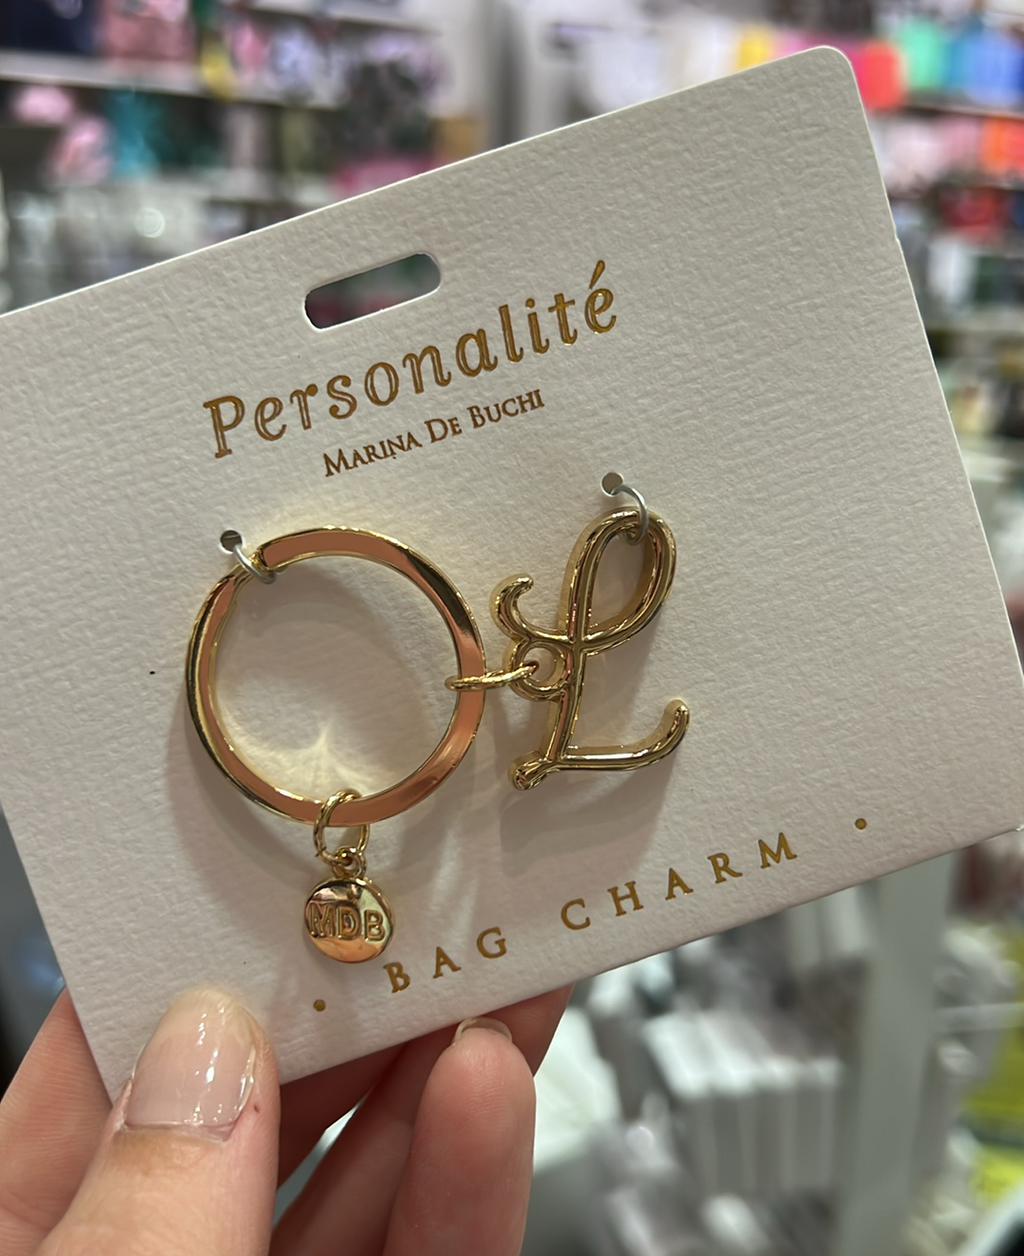 Personalité
MARINA DE BUCHI
L
MDB
• BAG CHARM •